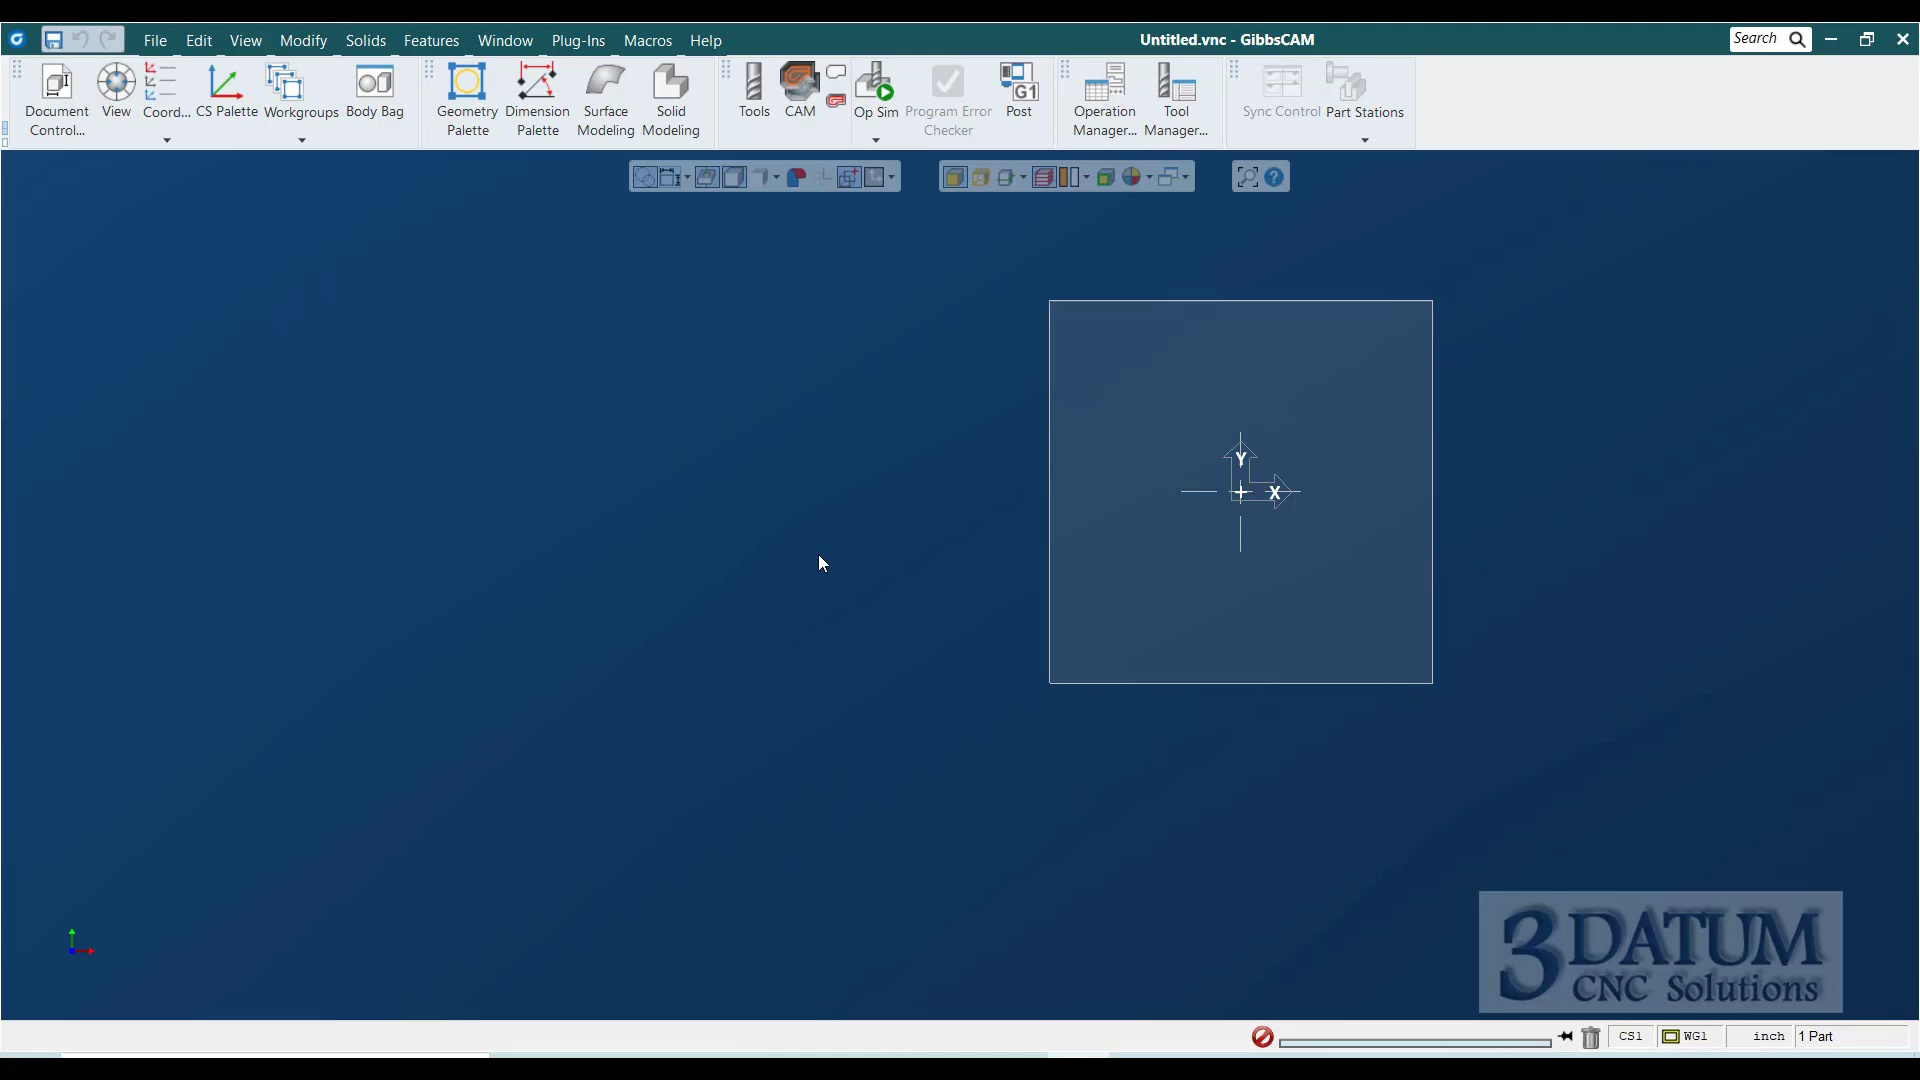 File Edit View Modify Solids Features Window Plug-Ins Macros Help
Untitled.vnc - GibbsCAM
Search
Document Control...
View
Coord...
CS Palette
Workgroups
Body Bag
Geometry Palette
Dimension Palette
Surface Modeling
Solid Modeling
Tools
CAM
Op Sim
Program Error Checker
G1
Post
Operation Manager...
Tool Manager...
Sync Control
Part Stations
Y
X
3DATUM
CNC Solutions
CS1
WG1
inch
1 Part